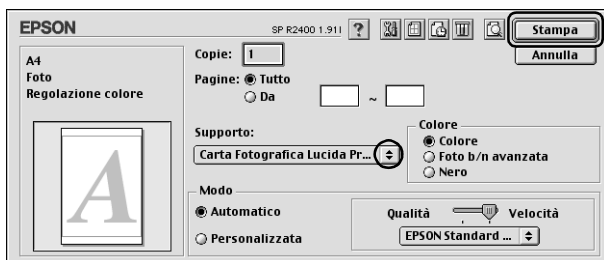 EPSON
SP R2400 1.911
?
Stampa
Annulla
A4
Foto
Regolazione colore
A
Copie: 1
Pagine: Tutto
Da ~
Supporto:
Carta Fotografica Lucida Pr...
Colore
Colore
Foto b/n avanzata
Nero
Modo
Automatico
Personalizzata
Qualità Velocità
EPSON Standard ...